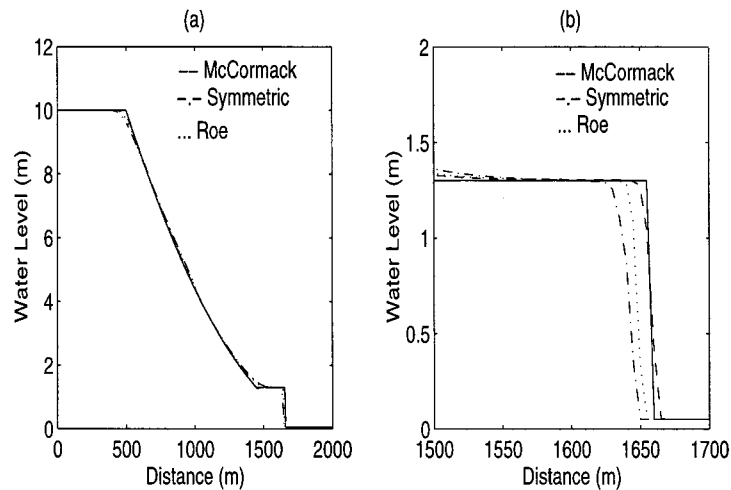 (a)
12
10
8
6
4
2
0
Water Level (m)
McCormack
Symmetric
... Roe
0 500 1000 1500 2000
Distance (m)
(b)
2
1.5
1
0.5
0
Water Level (m)
McCormack
Symmetric
... Roe
1500 1550 1600 1650 1700
Distance (m)